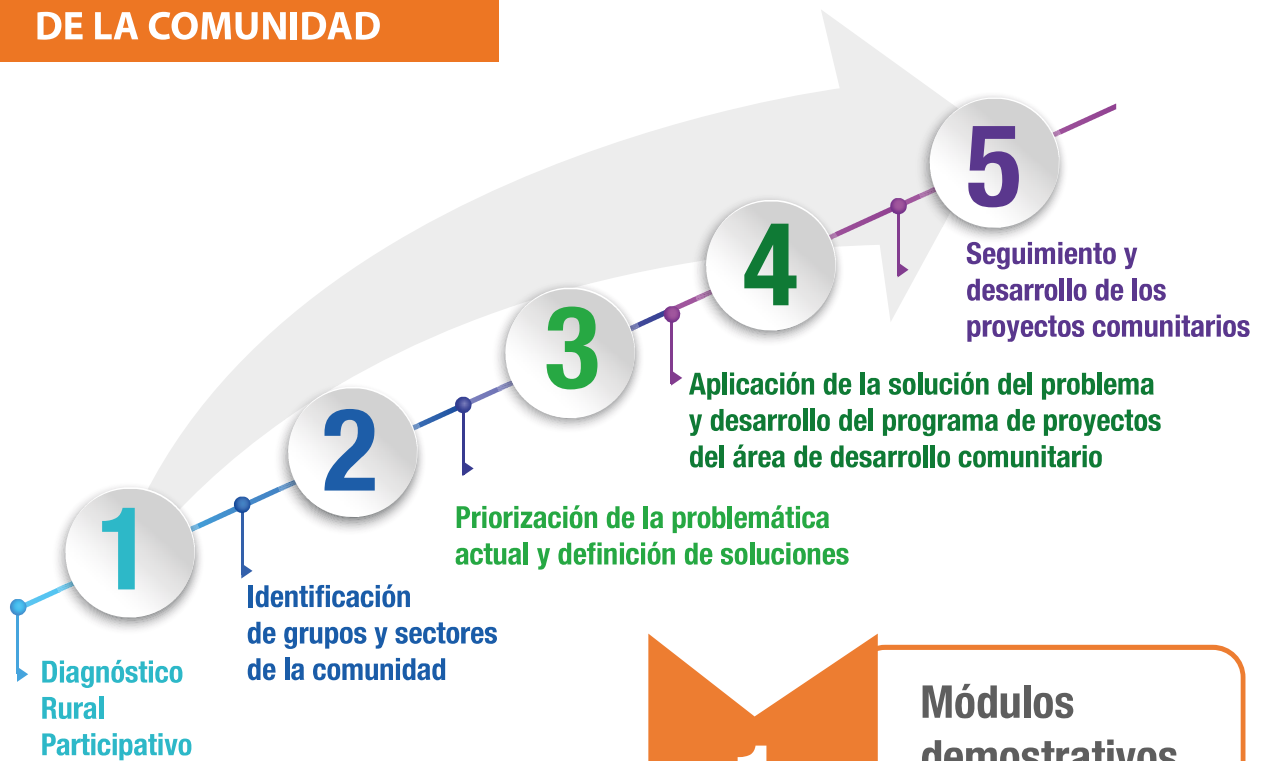 DE LA COMUNIDAD
1
Diagnóstico
Rural
Participativo
2
Identificación
de grupos y sectores
de la comunidad
3
Priorización de la problemática
actual y definición de soluciones
4
Aplicación de la solución del problema
y desarrollo del programa de proyectos
del área de desarrollo comunitario
5
Seguimiento y
desarrollo de los
proyectos comunitarios
1
Módulos
demostrativos